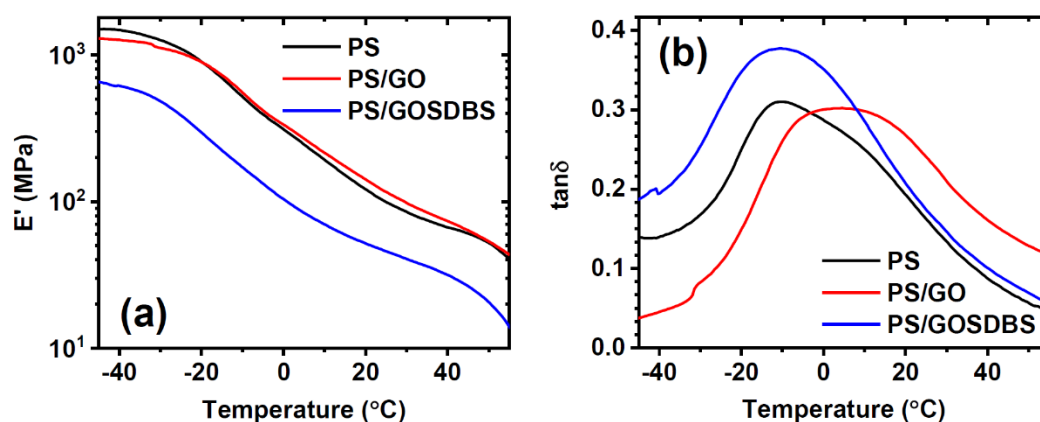 PS
PS/GO
PS/GOSDBS
(a)
E' (MPa)
10³
10²
10¹
-40 -20 0 20 40
Temperature (°C)
(b)
PS
PS/GO
PS/GOSDBS
tanδ
0.4
0.3
0.2
0.1
0.0
-40 -20 0 20 40
Temperature (°C)